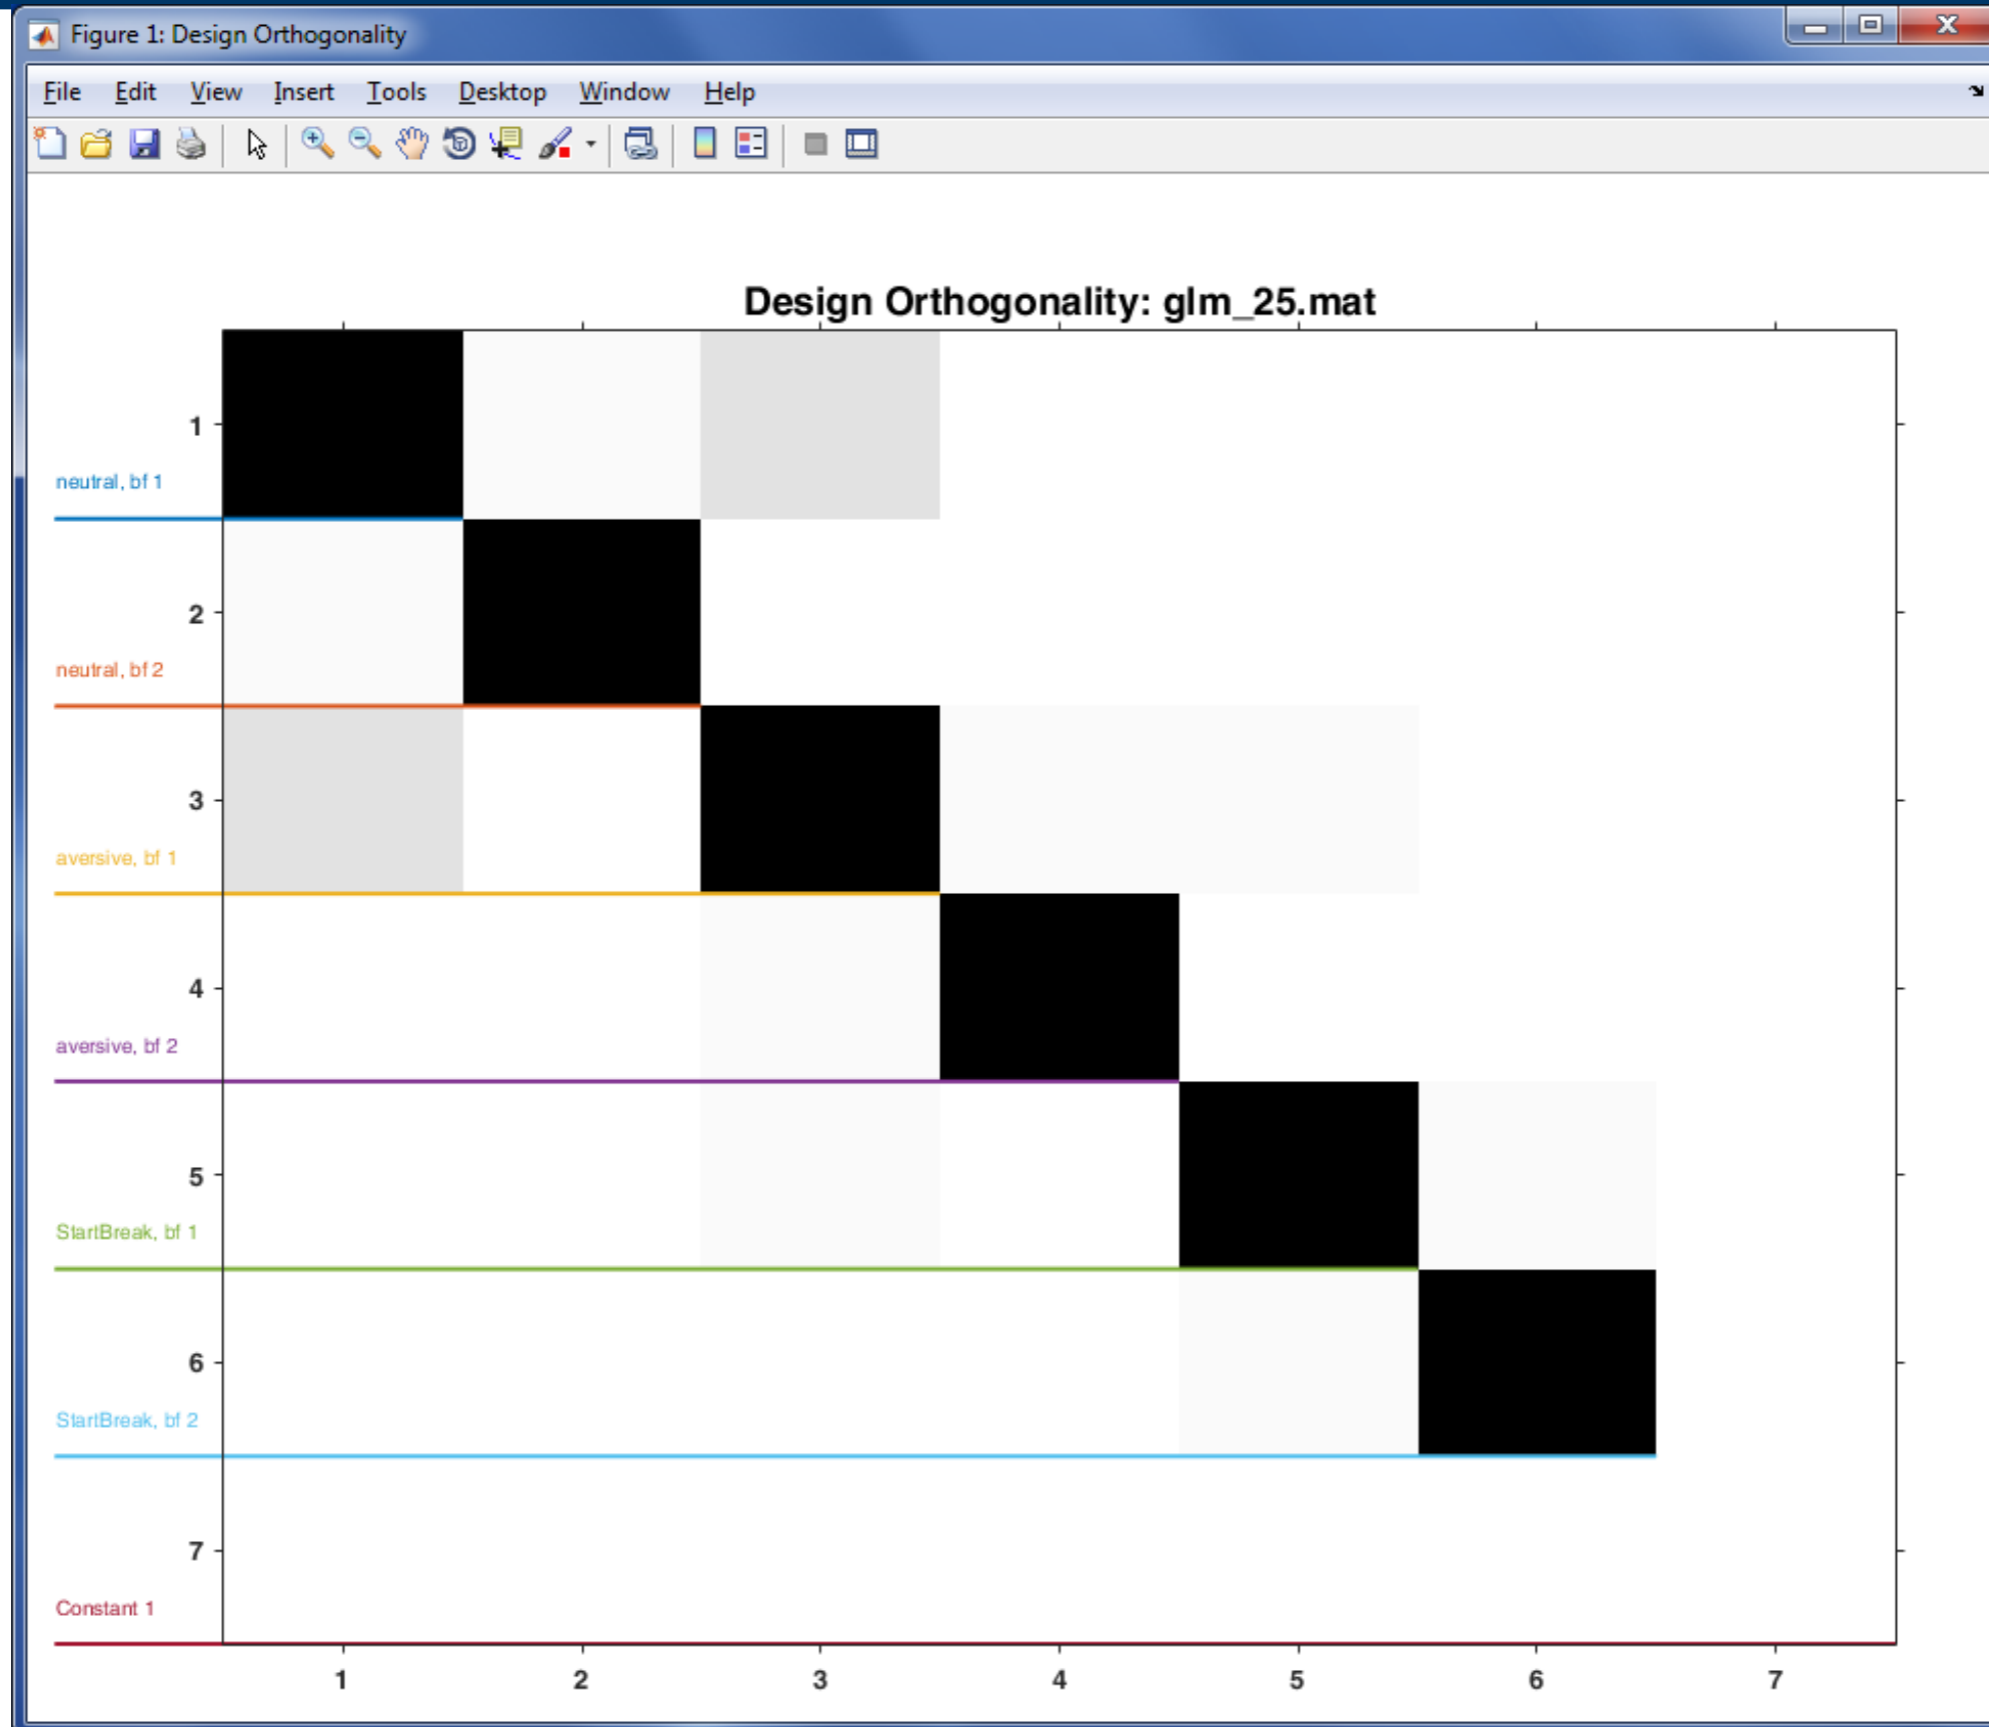 Figure 1: Design Orthogonality
File Edit View Insert Tools Desktop Window Help
Design Orthogonality: glm_25.mat
1
neutral, bf 1
2
neutral, bf 2
3
aversive, bf 1
4
aversive, bf 2
5
StartBreak, bf 1
6
StartBreak, bf 2
7
Constant 1
1 2 3 4 5 6 7